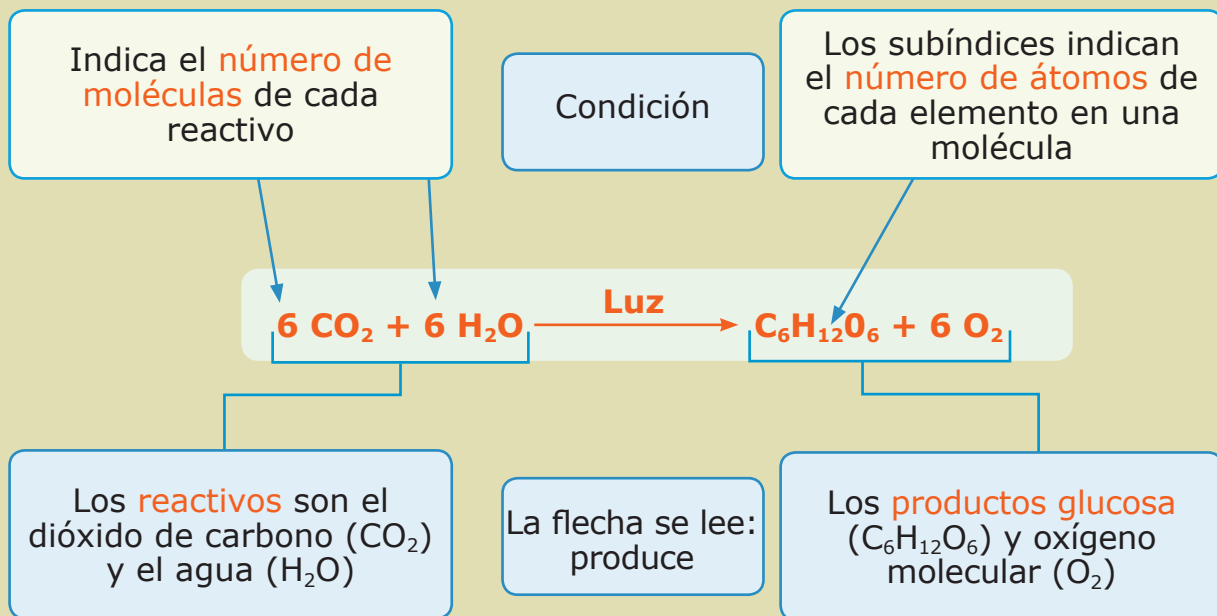 Indica el número de
moléculas de cada
reactivo
Condición
Los subíndices indican
el número de átomos de
cada elemento en una
molécula
Luz
6 CO₂ + 6 H₂O C₆H₁₂0₆ + 6 O₂
Los reactivos son el
dióxido de carbono (CO₂)
y el agua (H₂O)
La flecha se lee:
produce
Los productos glucosa
(C₆H₁₂O₆) y oxígeno
molecular (O₂)